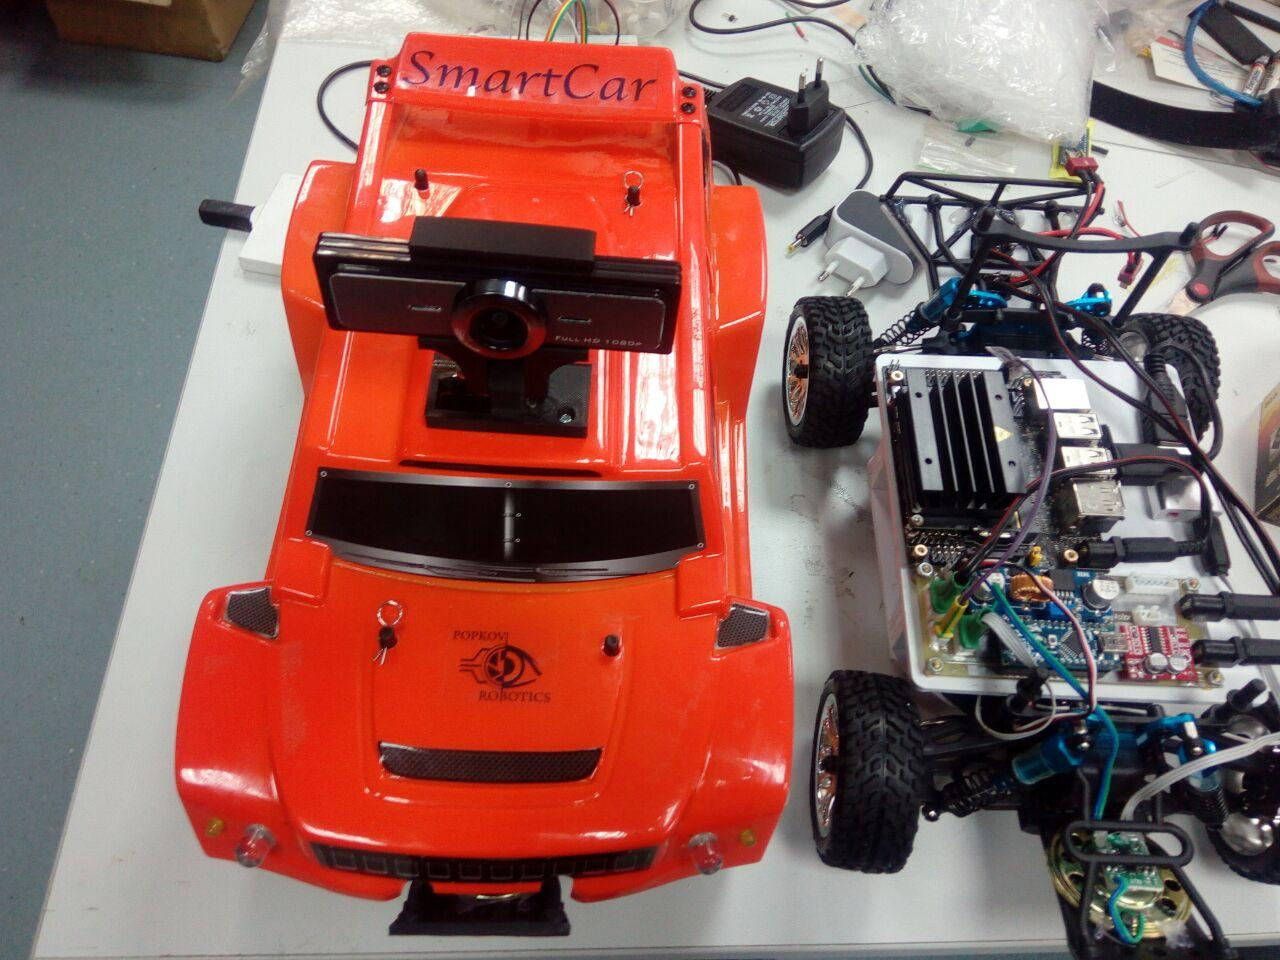 SmartCar
FULL HD 1080P
POPKOV
ROBOTICS